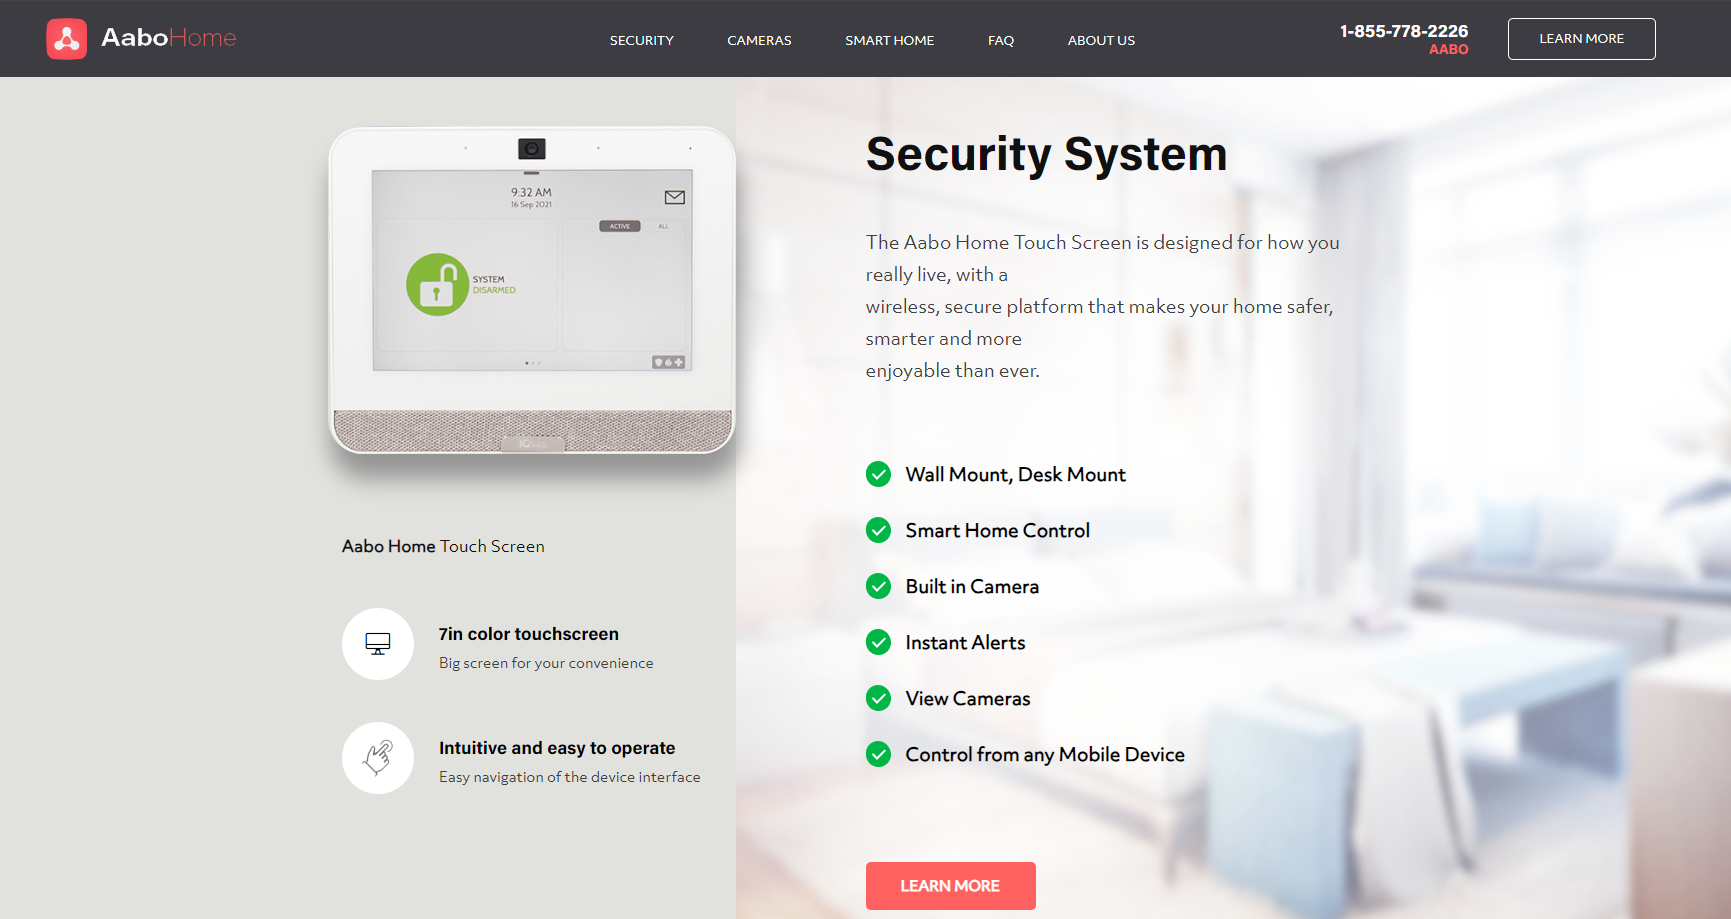 AaboHome
SECURITY
CAMERAS
SMART HOME
FAQ
ABOUT US
1-855-778-2226
AABO
LEARN MORE
9:32 AM
16 Sep 2021
ACTIVE
ALL
SYSTEM
DISARMED
IQ
Aabo Home Touch Screen
7in color touchscreen
Big screen for your convenience
Intuitive and easy to operate
Easy navigation of the device interface
Security System
The Aabo Home Touch Screen is designed for how you
really live, with a
wireless, secure platform that makes your home safer,
smarter and more
enjoyable than ever.
Wall Mount, Desk Mount
Smart Home Control
Built in Camera
Instant Alerts
View Cameras
Control from any Mobile Device
LEARN MORE